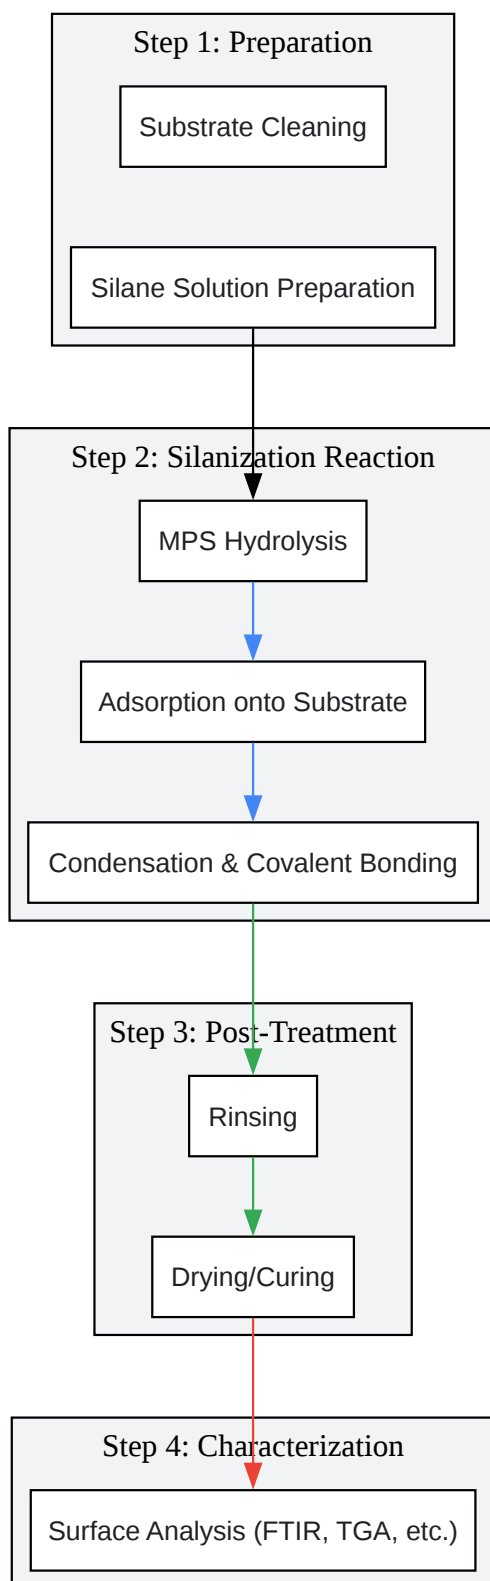 Step 1: Preparation
Substrate Cleaning
Silane Solution Preparation
Step 2: Silanization Reaction
MPS Hydrolysis
Adsorption onto Substrate
Condensation & Covalent Bonding
Step 3: Post-Treatment
Rinsing
Drying/Curing
Step 4: Characterization
Surface Analysis (FTIR, TGA, etc.)